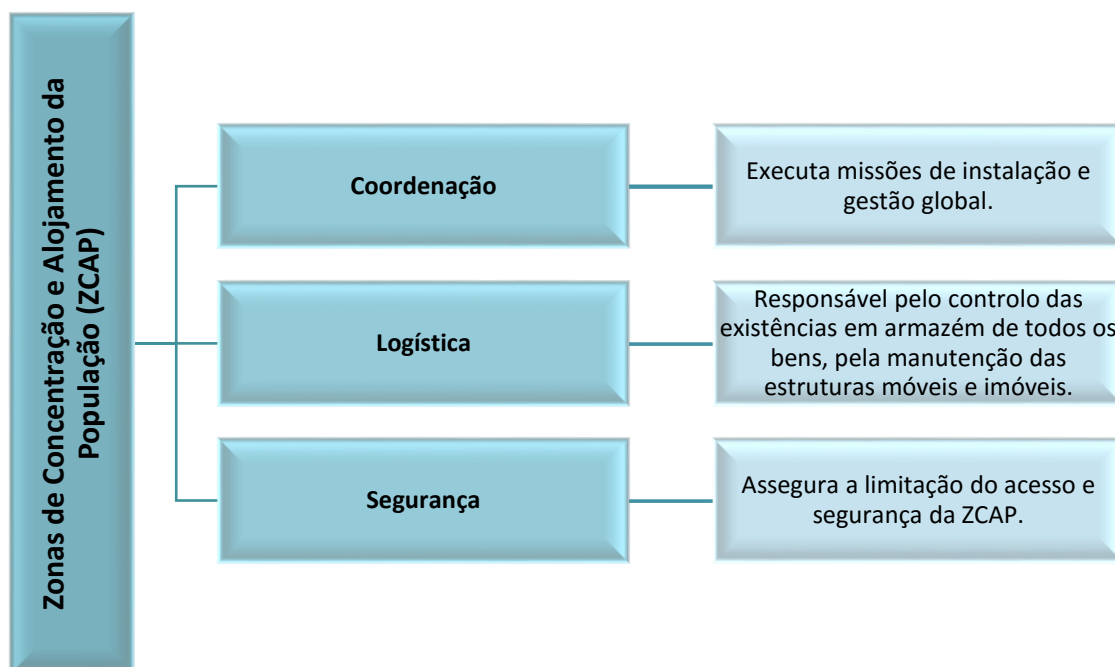 Zonas de Concentração e Alojamento da
População (ZCAP)
Coordenação
Executa missões de instalação e
gestão global.
Logística
Responsável pelo controlo das
existências em armazém de todos os
bens, pela manutenção das
estruturas móveis e imóveis.
Segurança
Assegura a limitação do acesso e
segurança da ZCAP.